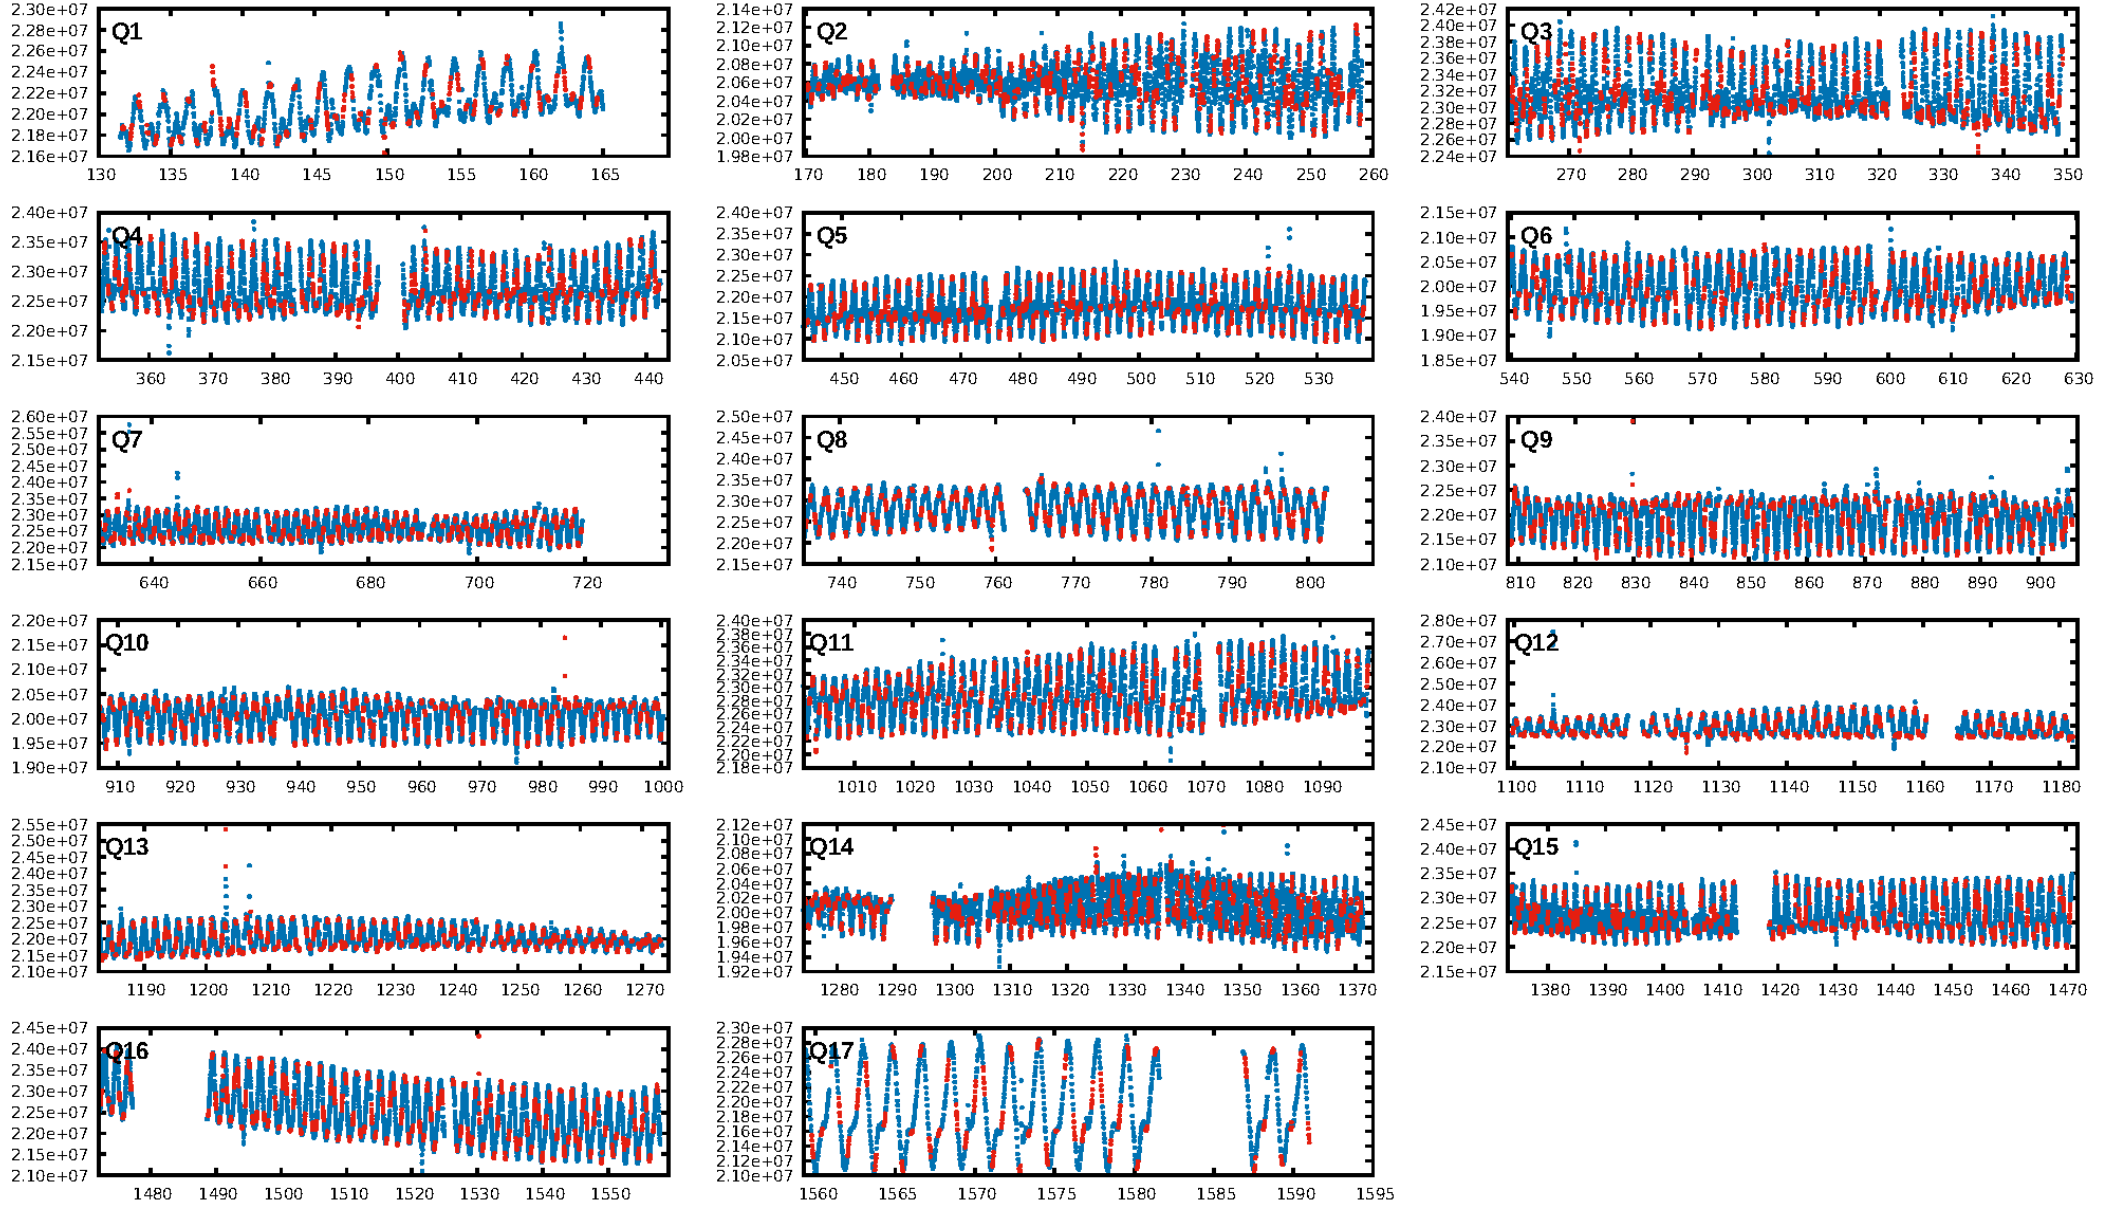 Q1
2.30e+07
2.28e+07
2.26e+07
2.24e+07
2.22e+07
2.20e+07
2.18e+07
2.16e+07
130 135 140 145 150 155 160 165
Q2
2.14e+07
2.12e+07
2.10e+07
2.08e+07
2.06e+07
2.04e+07
2.02e+07
2.00e+07
1.98e+07
170 180 190 200 210 220 230 240 250 260
Q3
2.42e+07
2.40e+07
2.38e+07
2.36e+07
2.34e+07
2.32e+07
2.30e+07
2.28e+07
2.26e+07
2.24e+07
270 280 290 300 310 320 330 340 350
Q4
2.40e+07
2.35e+07
2.30e+07
2.25e+07
2.20e+07
2.15e+07
360 370 380 390 400 410 420 430 440
Q5
2.40e+07
2.35e+07
2.30e+07
2.25e+07
2.20e+07
2.15e+07
2.10e+07
2.05e+07
450 460 470 480 490 500 510 520 530
Q6
2.15e+07
2.10e+07
2.05e+07
2.00e+07
1.95e+07
1.90e+07
1.85e+07
540 550 560 570 580 590 600 610 620 630
Q7
2.60e+07
2.55e+07
2.50e+07
2.45e+07
2.40e+07
2.35e+07
2.30e+07
2.25e+07
2.20e+07
2.15e+07
640 660 680 700 720
Q8
2.50e+07
2.45e+07
2.40e+07
2.35e+07
2.30e+07
2.25e+07
2.20e+07
2.15e+07
740 750 760 770 780 790 800
Q9
2.40e+07
2.35e+07
2.30e+07
2.25e+07
2.20e+07
2.15e+07
2.10e+07
810 820 830 840 850 860 870 880 890 900
Q10
2.20e+07
2.15e+07
2.10e+07
2.05e+07
2.00e+07
1.95e+07
1.90e+07
910 920 930 940 950 960 970 980 990 1000
Q11
2.40e+07
2.38e+07
2.36e+07
2.34e+07
2.32e+07
2.30e+07
2.28e+07
2.26e+07
2.24e+07
2.22e+07
2.20e+07
2.18e+07
1010 1020 1030 1040 1050 1060 1070 1080 1090
Q12
2.80e+07
2.70e+07
2.60e+07
2.50e+07
2.40e+07
2.30e+07
2.20e+07
2.10e+07
1100 1110 1120 1130 1140 1150 1160 1170 1180
Q13
2.55e+07
2.50e+07
2.45e+07
2.40e+07
2.35e+07
2.30e+07
2.25e+07
2.20e+07
2.15e+07
2.10e+07
1190 1200 1210 1220 1230 1240 1250 1260 1270
Q14
2.12e+07
2.10e+07
2.08e+07
2.06e+07
2.04e+07
2.02e+07
2.00e+07
1.98e+07
1.96e+07
1.94e+07
1.92e+07
1280 1290 1300 1310 1320 1330 1340 1350 1360 1370
Q15
2.45e+07
2.40e+07
2.35e+07
2.30e+07
2.25e+07
2.20e+07
2.15e+07
1380 1390 1400 1410 1420 1430 1440 1450 1460 1470
Q16
2.45e+07
2.40e+07
2.35e+07
2.30e+07
2.25e+07
2.20e+07
2.15e+07
2.10e+07
1480 1490 1500 1510 1520 1530 1540 1550
Q17
2.30e+07
2.28e+07
2.26e+07
2.24e+07
2.22e+07
2.20e+07
2.18e+07
2.16e+07
2.14e+07
2.12e+07
2.10e+07
1560 1565 1570 1575 1580 1585 1590 1595